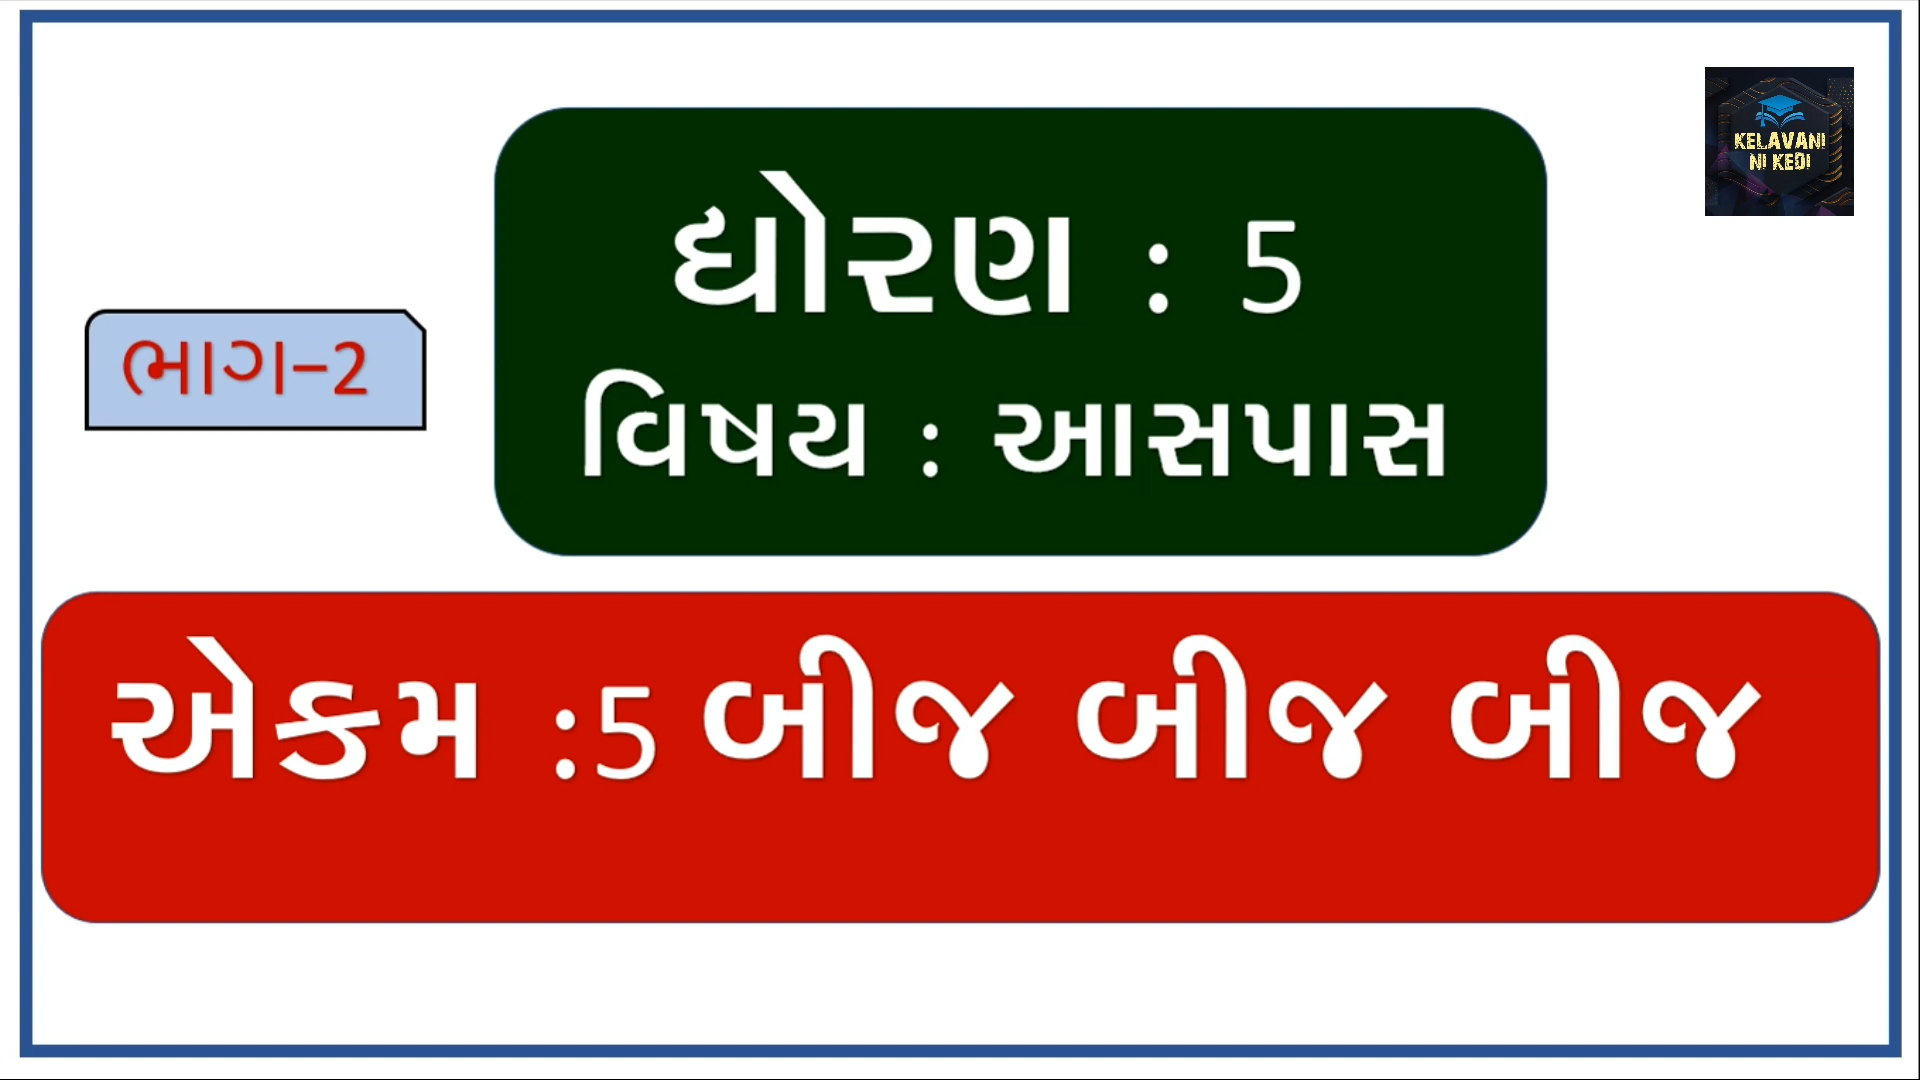 KELAVANI
NI KEDI
ધોરણ : 5
ભાગ–2
વિષય : આસપાસ
એકમ :5 બીજ બીજ બીજ